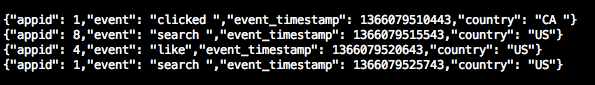 {"appid": 1,"event": "clicked ","event_timestamp": 1366079510443,"country": "CA "}
{"appid": 8,"event": "search ","event_timestamp": 1366079515543,"country": "US"}
{"appid": 4,"event": "like","event_timestamp": 1366079520643,"country": "US"}
{"appid": 1,"event": "search ","event_timestamp": 1366079525743,"country": "US"}